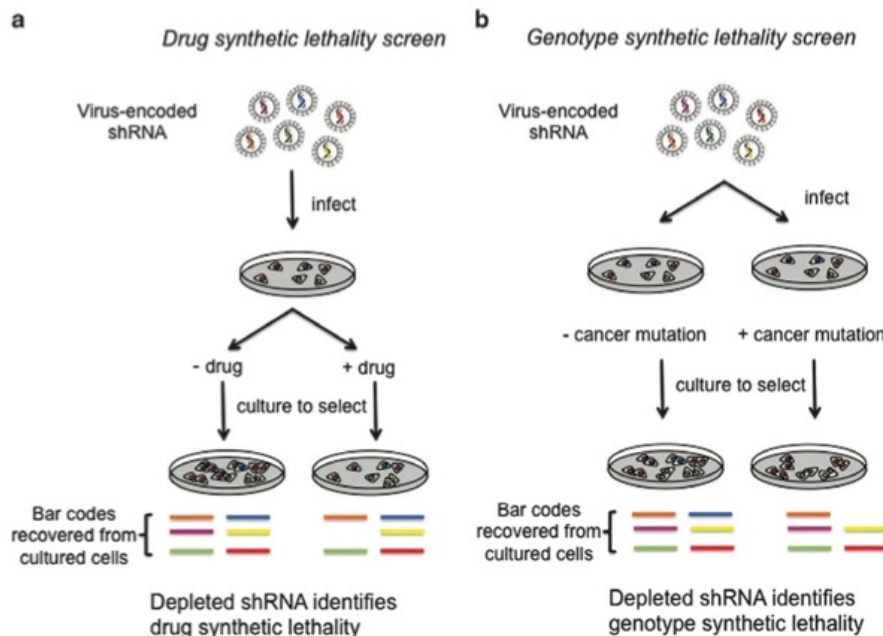 a
Drug synthetic lethality screen
Virus-encoded
shRNA
infect
- drug
+ drug
culture to select
Bar codes
recovered from
cultured cells
Depleted shRNA identifies
drug synthetic lethality
b
Genotype synthetic lethality screen
Virus-encoded
shRNA
infect
- cancer mutation
+ cancer mutation
culture to select
Bar codes
recovered from
cultured cells
Depleted shRNA identifies
genotype synthetic lethality